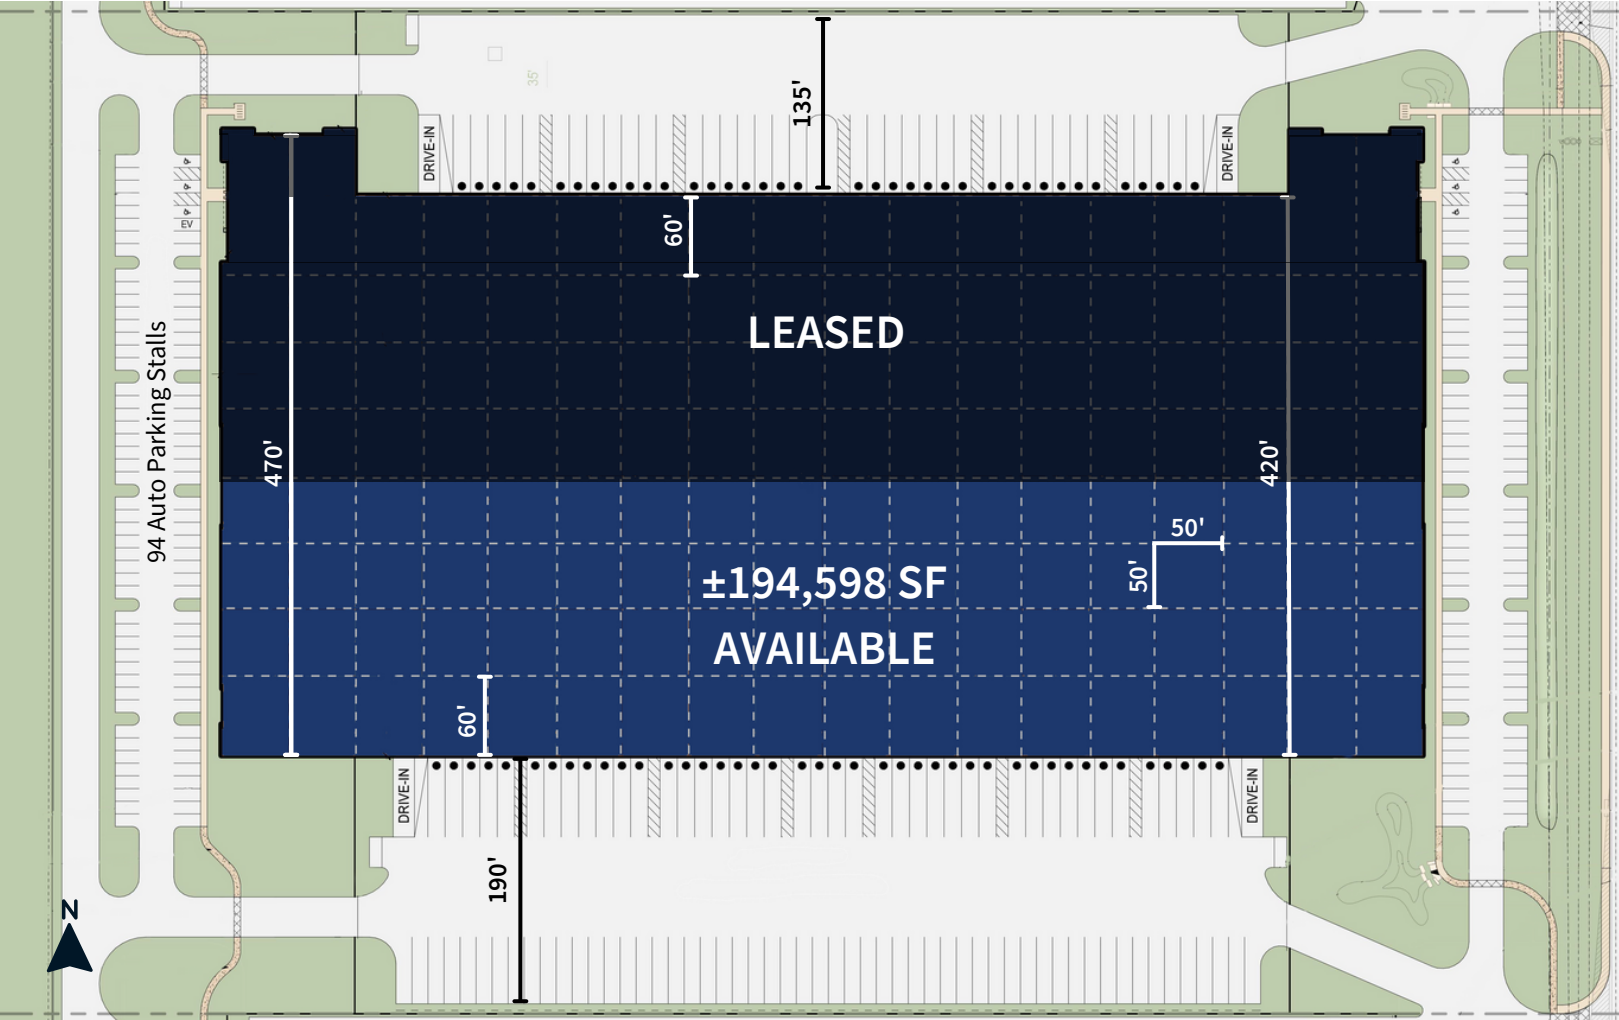 35'
135'
DRIVE-IN
DRIVE-IN
EV
60'
LEASED
94 Auto Parking Stalls
470'
420'
50'
50'
±194,598 SF
AVAILABLE
60'
DRIVE-IN
DRIVE-IN
190'
N